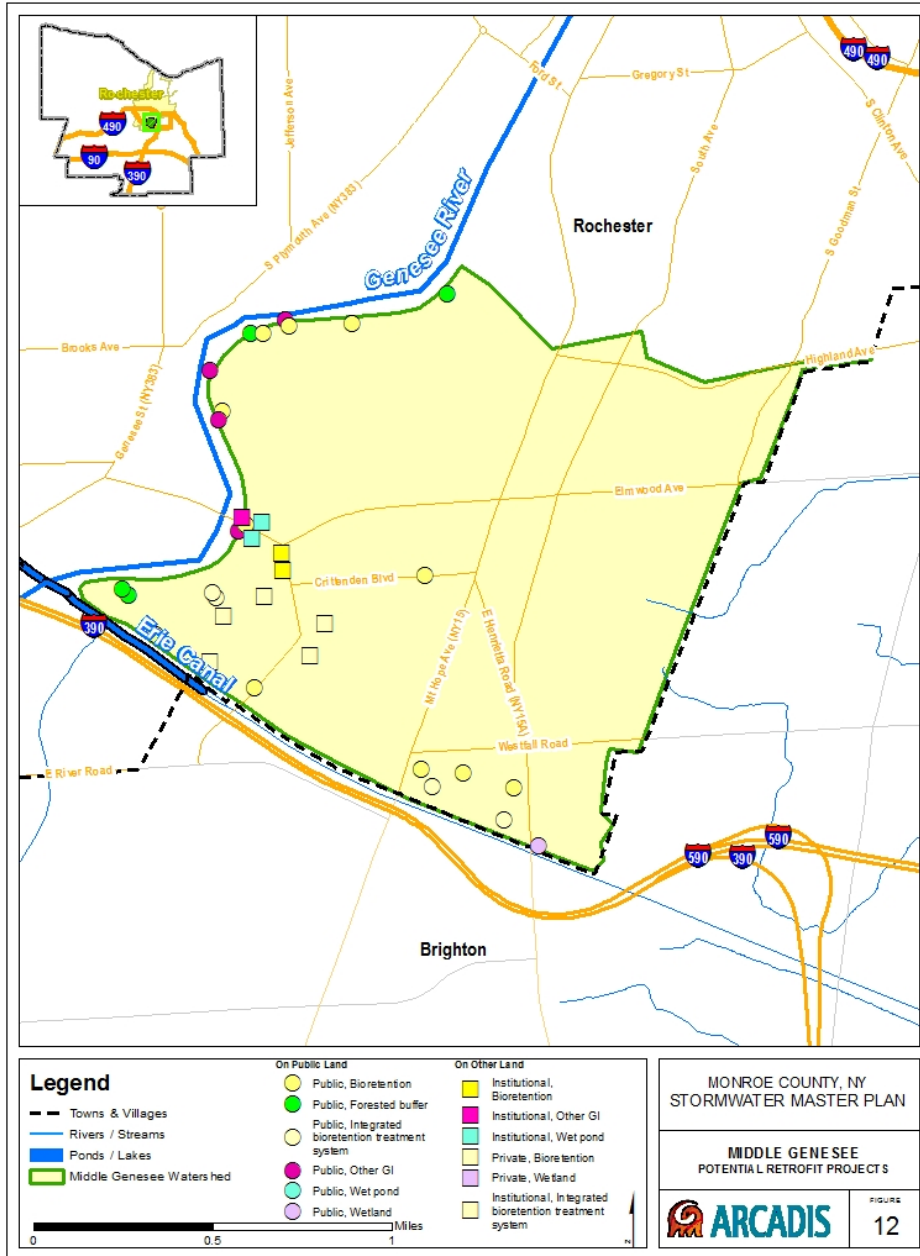 Rochester
490
90
390
Jefferson Ave
Ford St
Gregory St
490
490
S Clinton Ave
South Ave
S Goodman St
S Plymouth Ave (NY383)
Genesee River
Rochester
Brooks Ave
Genesee St (NY383)
Highland Ave
Elmwood Ave
Crittenden Blvd
390
Erie Canal
Mt Hope Ave (NY15)
E Henrietta Road (NY15A)
Westfall Road
E River Road
590
390
590
Brighton
Legend
Towns & Villages
Rivers / Streams
Ponds / Lakes
Middle Genesee Watershed
0
0.5
1
Miles
On Public Land
Public, Bioretention
Public, Forested buffer
Public, Integrated
bioretention treatment
system
Public, Other GI
Public, Wet pond
Public, Wetland
On Other Land
Institutional,
Bioretention
Institutional, Other GI
Institutional, Wet pond
Private, Bioretention
Private, Wetland
Institutional, Integrated
bioretention treatment
system
N
MONROE COUNTY, NY
STORMWATER MASTER PLAN
MIDDLE GENESEE
POTENTIAL RETROFIT PROJECTS
ARCADIS
FIGURE
12